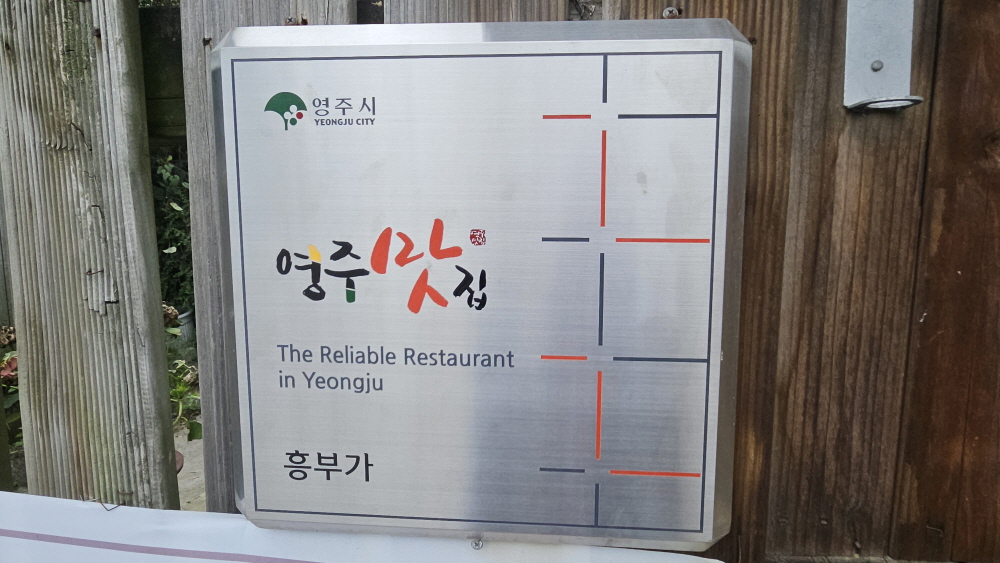 영주시
YEONGJU CITY
영주맛집
The Reliable Restaurant
in Yeongju
흥부가